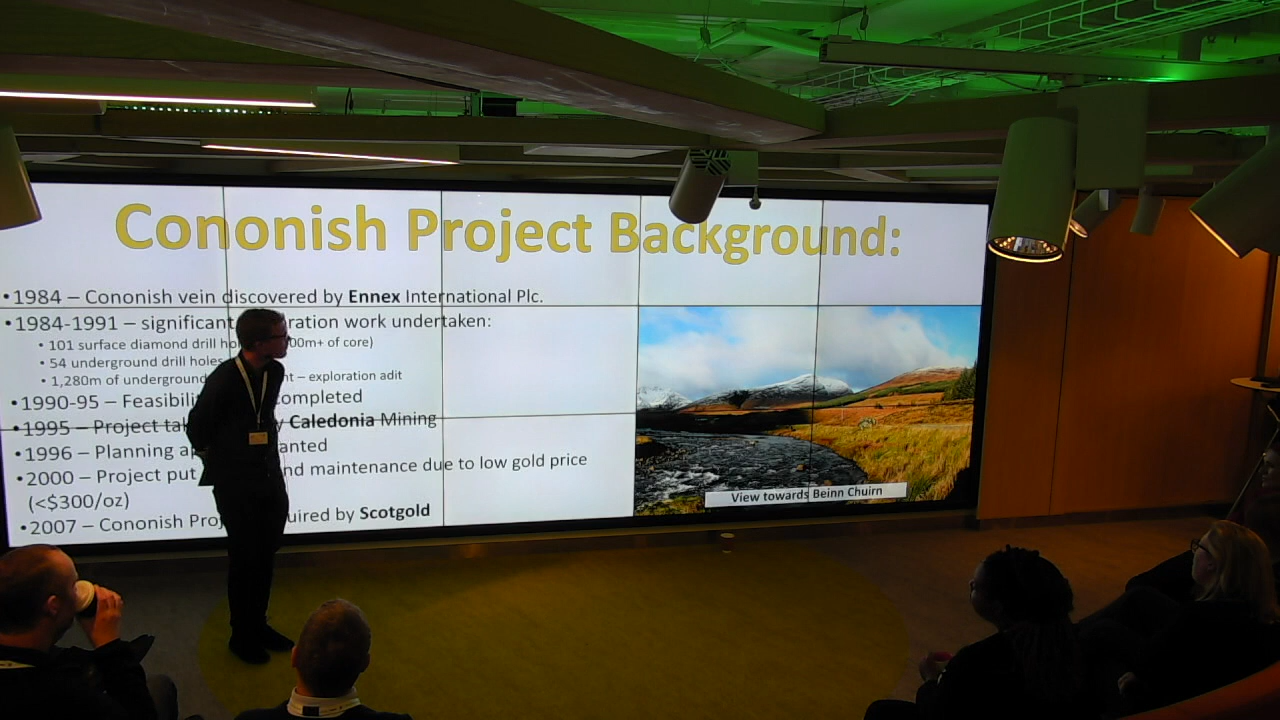 Cononish Project Background:
•1984 – Cononish vein discovered by Ennex International Plc.
•1984-1991 – significant ration work undertaken:
• 101 surface diamond drill ho 00m+ of core)
• 54 underground drill holes
• 1,280m of underground nt – exploration adit
•1990-95 – Feasibili completed
•1995 – Project tak y Caledonia Mining
•1996 – Planning a anted
•2000 – Project put nd maintenance due to low gold price
(<$300/oz)
•2007 – Cononish Proj uired by Scotgold
View towards Beinn Chuirn